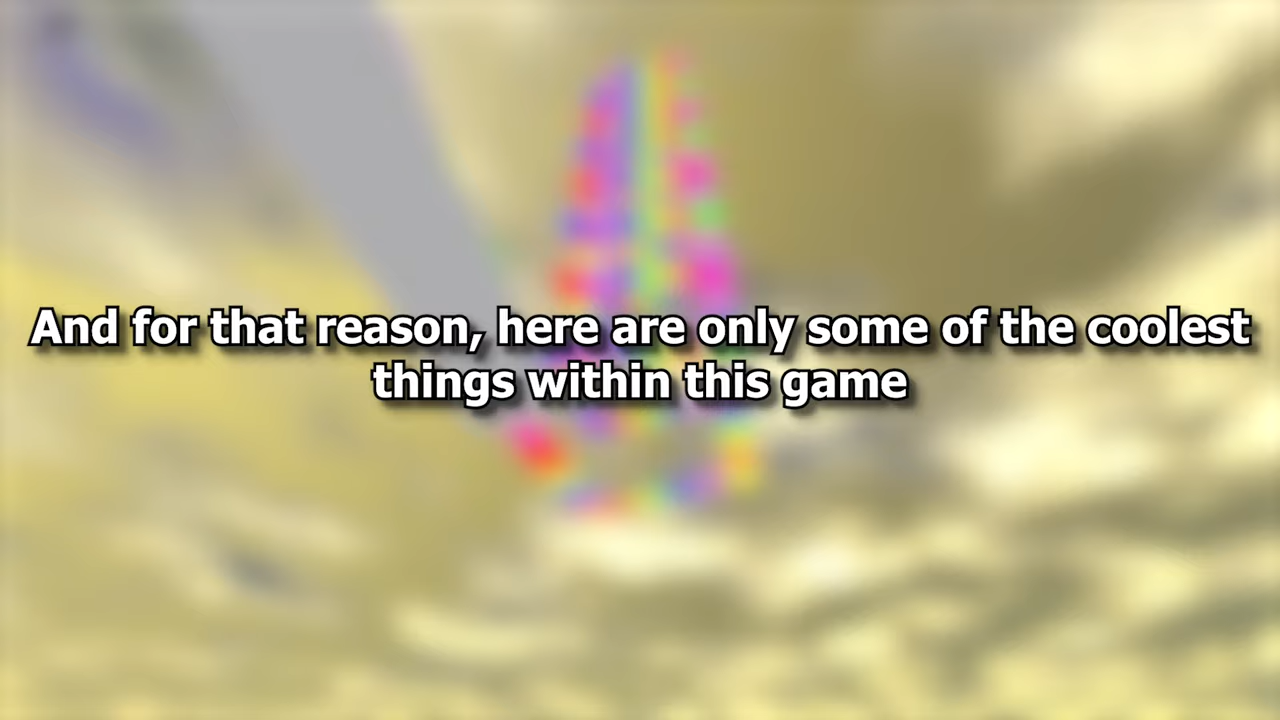 And for that reason, here are only some of the coolest
things within this game